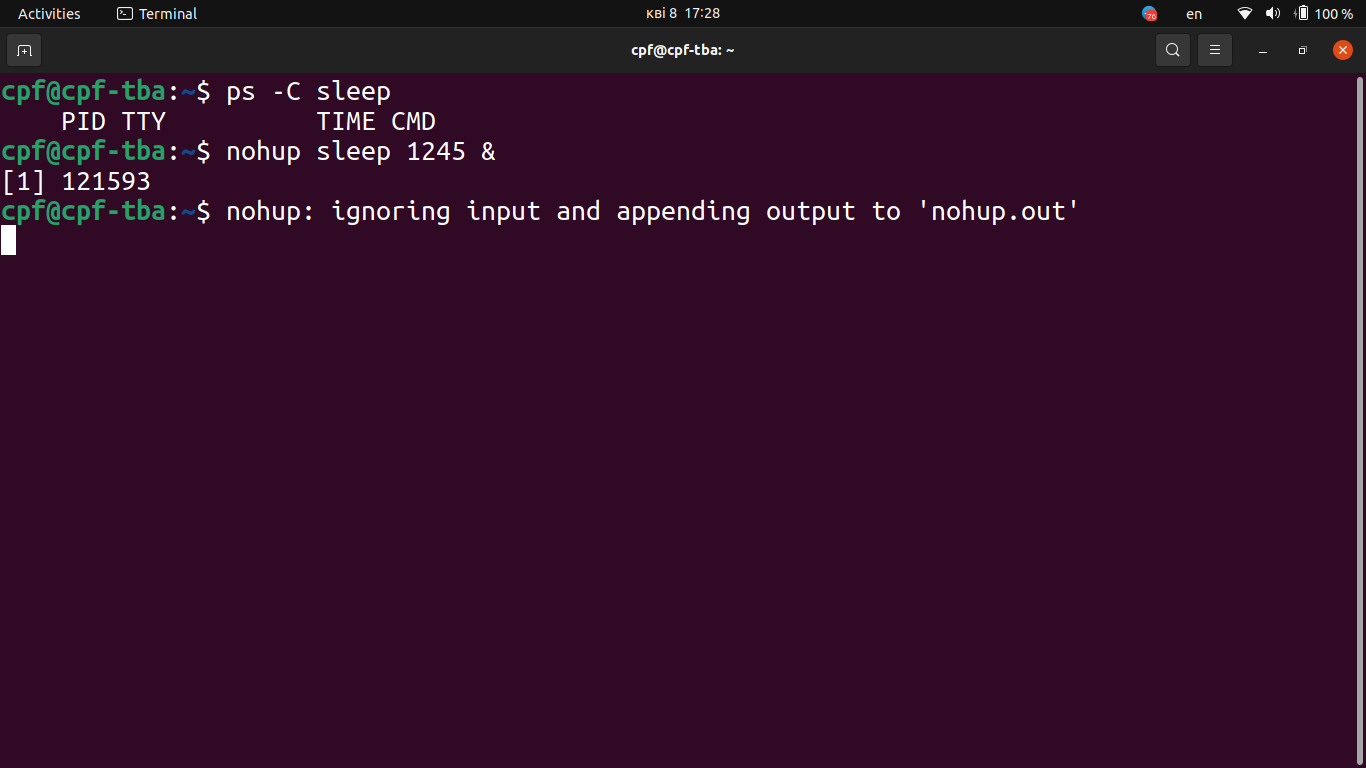 Activities Terminal кві 8 17:28 76 en 100 %
cpf@cpf-tba: ~
cpf@cpf-tba:~$ ps -C sleep
    PID TTY          TIME CMD
cpf@cpf-tba:~$ nohup sleep 1245 &
[1] 121593
cpf@cpf-tba:~$ nohup: ignoring input and appending output to 'nohup.out'